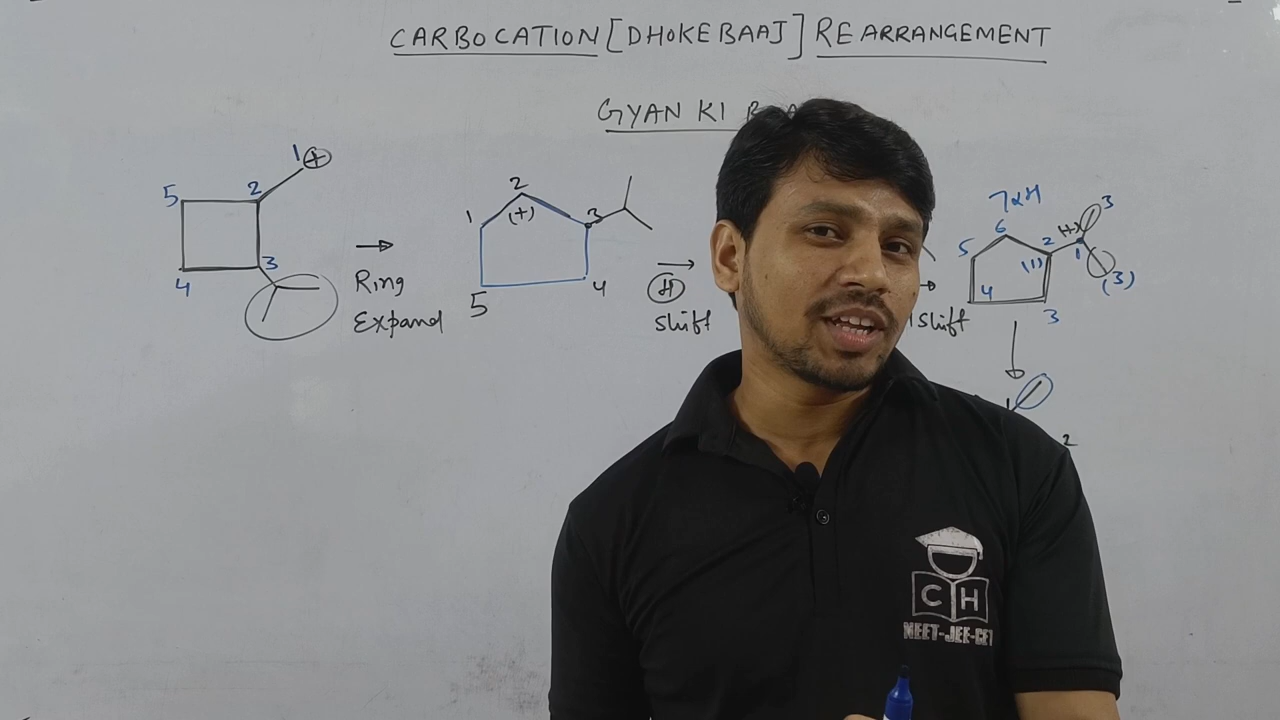 CARBOCATION [DHOKEBAAJ] REARRANGEMENT
GYAN KI
1 +
5 2
3
4
Ring
Expand
2
1 (+) 3
5 4
H
shift
7αH
6 3
5 2 (+) 1
(1)
4 (3)
3
shift
2
CH
NEET-JEE-CET